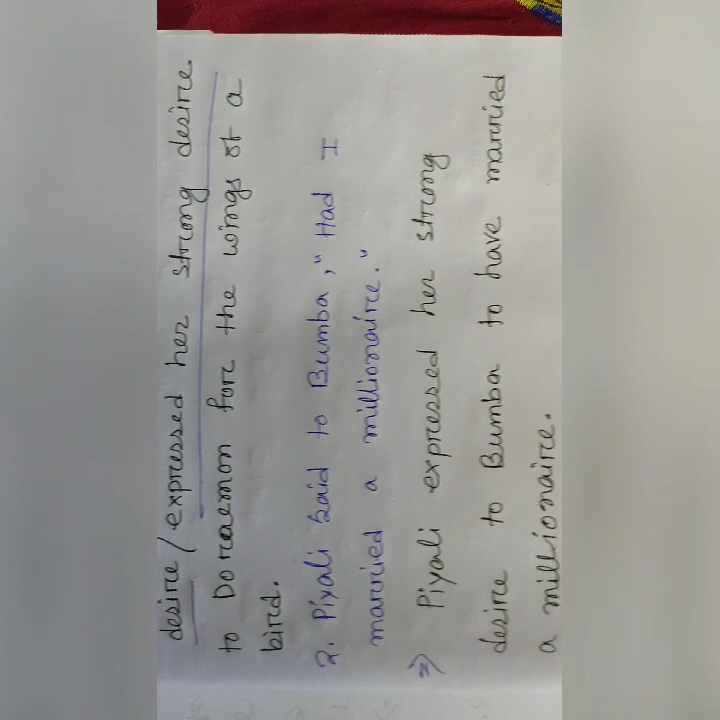 desire / expressed her strong desire
to Doraemon for the wings of a
bird.
2. Piyali said to Bumba, "Had I
married a millionaire."
⇒ Piyali expressed her strong
desire to Bumba to have married
a millionaire.